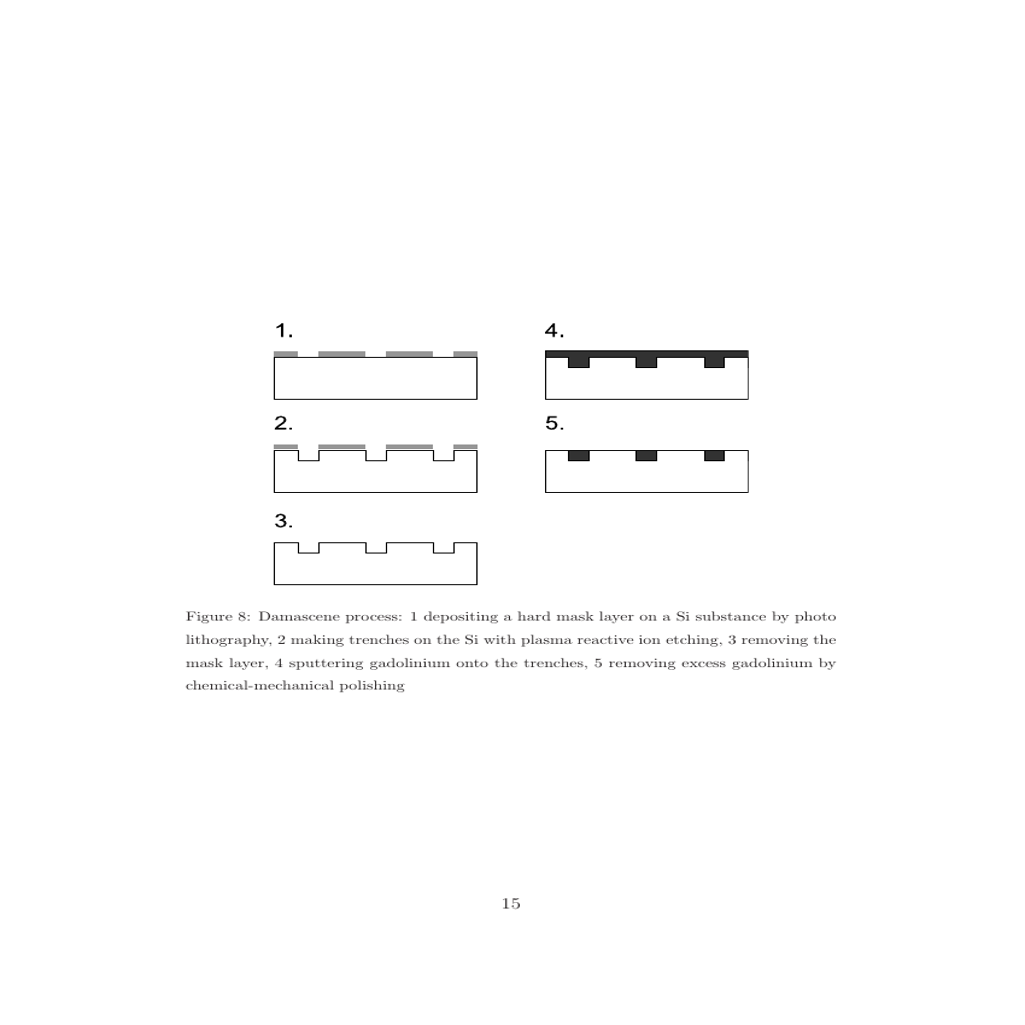 1.
4.
2.
5.
3.
Figure 8: Damascene process: 1 depositing a hard mask layer on a Si substance by photo
lithography, 2 making trenches on the Si with plasma reactive ion etching, 3 removing the
mask layer, 4 sputtering gadolinium onto the trenches, 5 removing excess gadolinium by
chemical-mechanical polishing
15